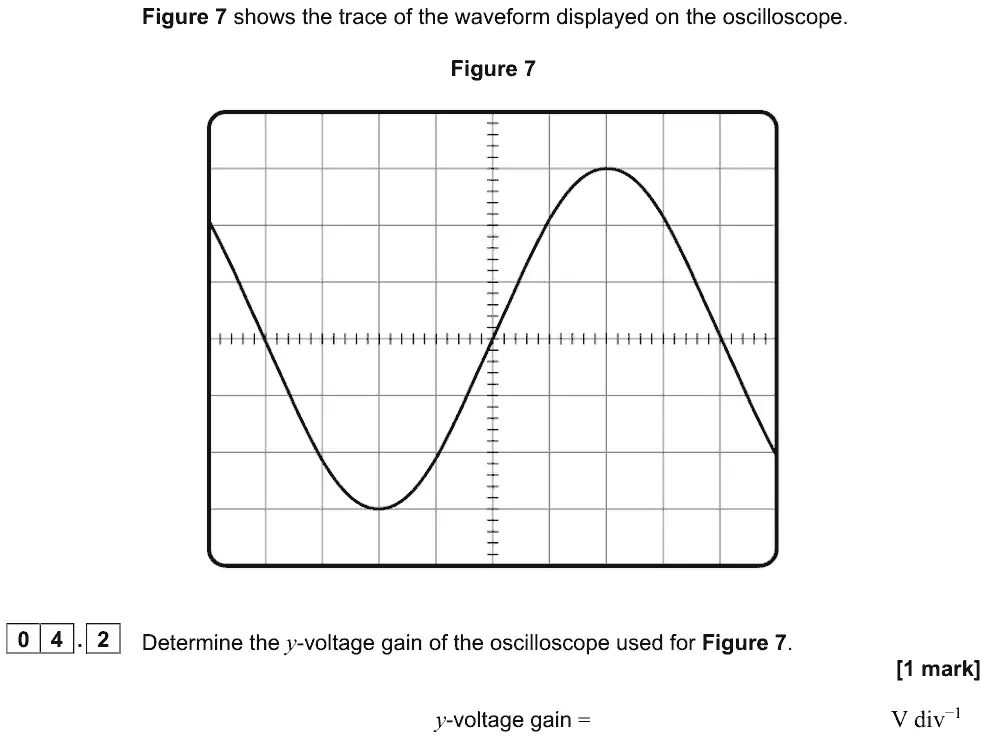 Figure 7 shows the trace of the waveform displayed on the oscilloscope.
Figure 7
0 4 . 2 Determine the y-voltage gain of the oscilloscope used for Figure 7.
[1 mark]
y-voltage gain = V div⁻¹